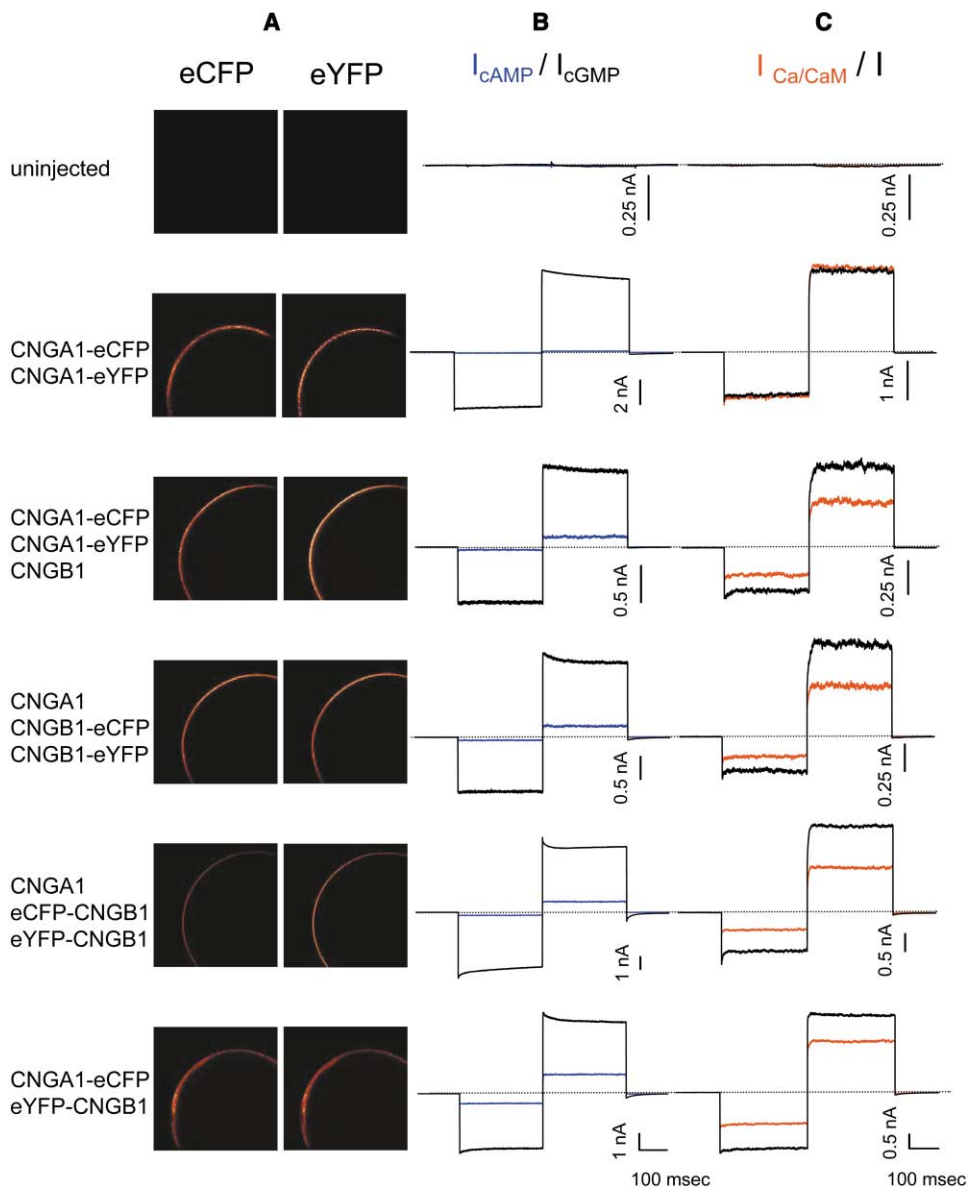 A B C
eCFP eYFP I cAMP / I cGMP I Ca/CaM / I
uninjected
0.25 nA 0.25 nA
CNGA1-eCFP
CNGA1-eYFP
2 nA 1 nA
CNGA1-eCFP
CNGA1-eYFP
CNGB1
0.5 nA 0.25 nA
CNGA1
CNGB1-eCFP
CNGB1-eYFP
0.5 nA 0.25 nA
CNGA1
eCFP-CNGB1
eYFP-CNGB1
1 nA 0.5 nA
CNGA1-eCFP
eYFP-CNGB1
1 nA 0.5 nA
100 msec 100 msec